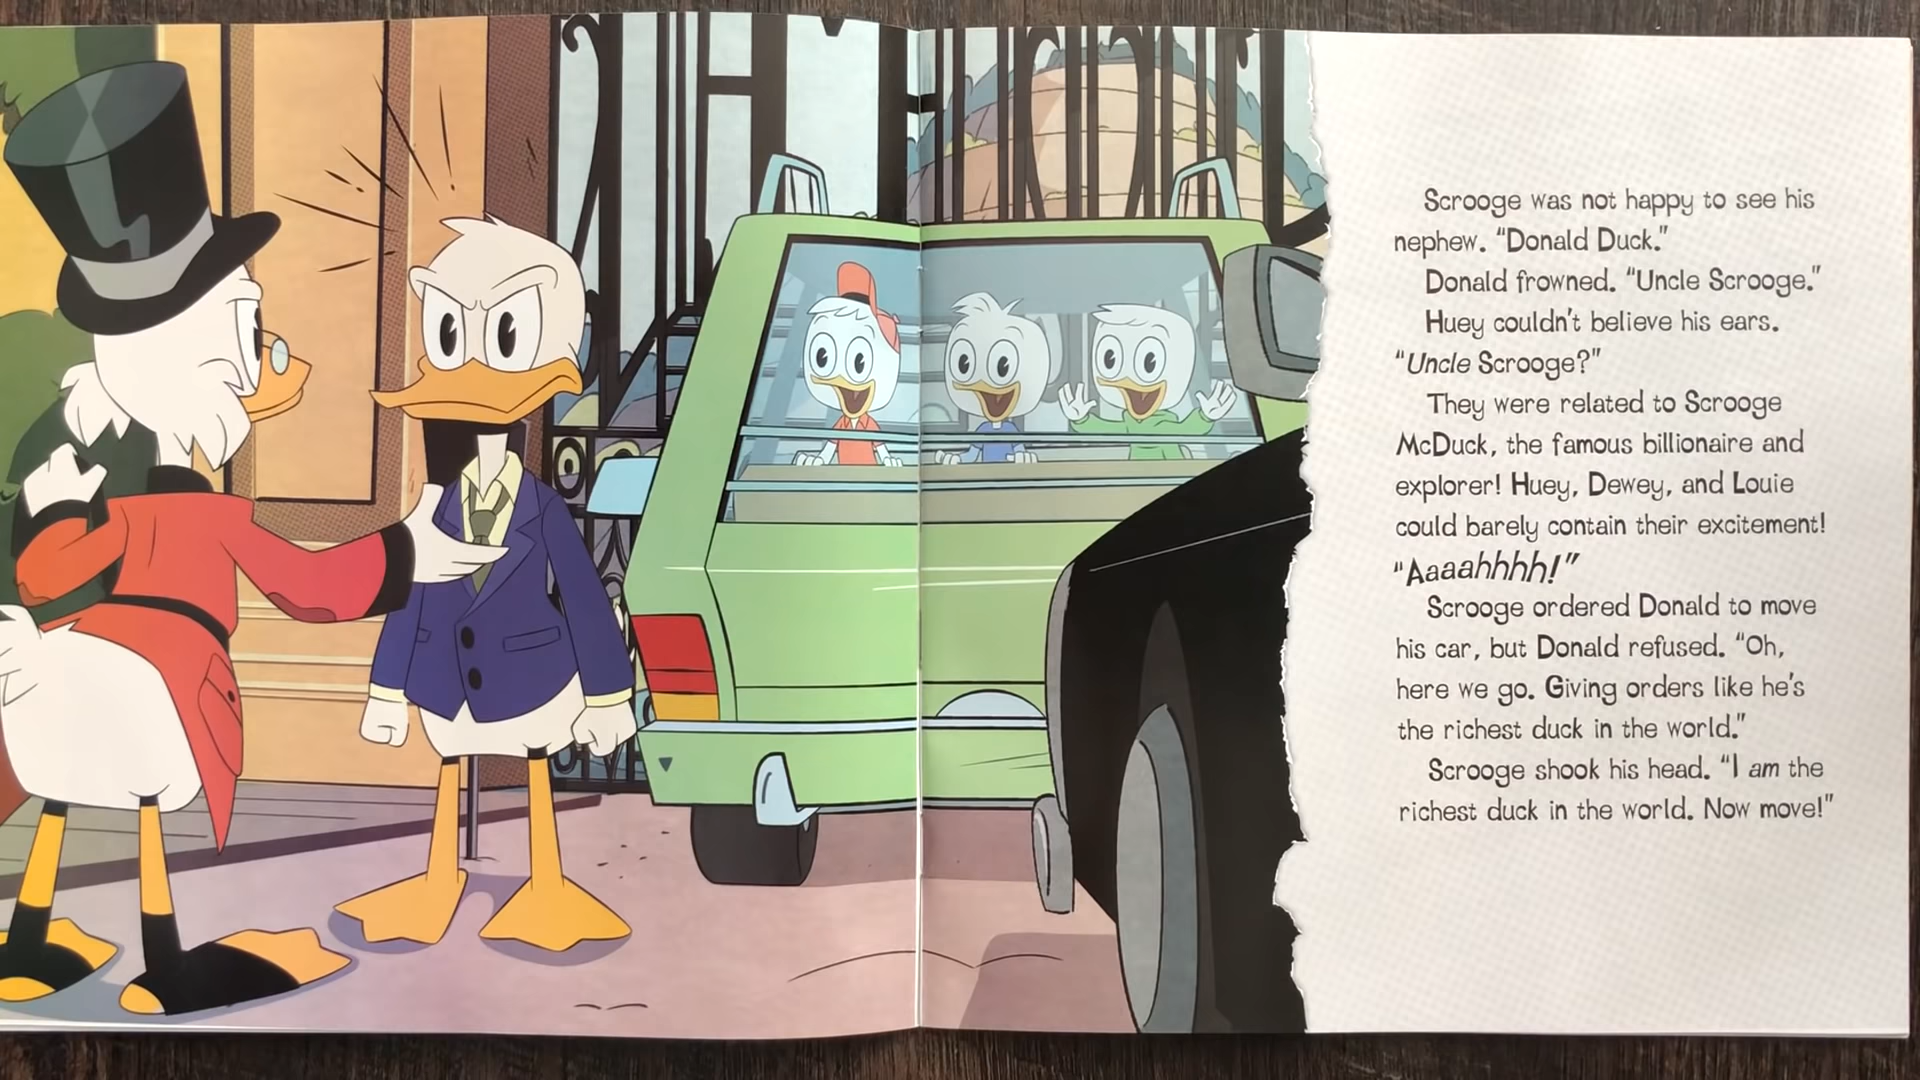 Scrooge was not happy to see his
nephew. “Donald Duck.”
Donald frowned. “Uncle Scrooge.”
Huey couldn’t believe his ears.
“Uncle Scrooge?”
They were related to Scrooge
McDuck, the famous billionaire and
explorer! Huey, Dewey, and Louie
could barely contain their excitement!
“Aaaahhhh!”
Scrooge ordered Donald to move
his car, but Donald refused. “Oh,
here we go. Giving orders like he’s
the richest duck in the world.”
Scrooge shook his head. “I am the
richest duck in the world. Now move!”